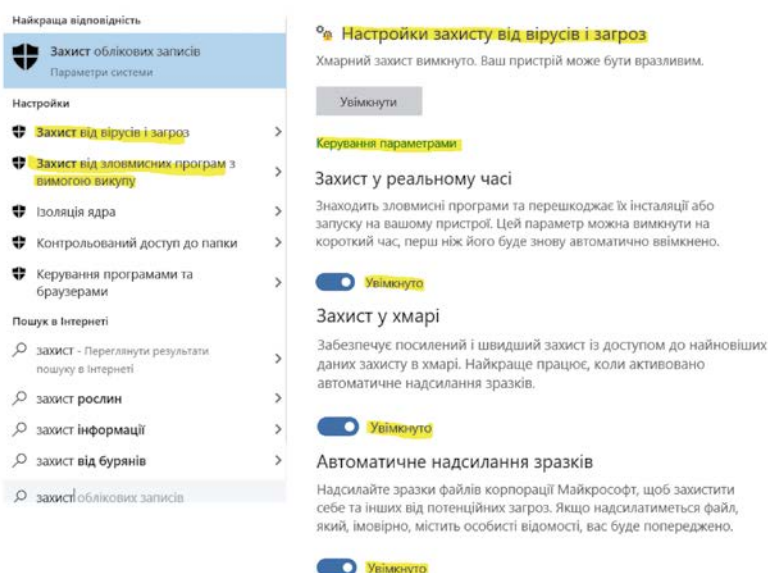 Найкраща відповідність
Захист облікових записів
Параметри системи
Настройки
Захист від вірусів і загроз
Захист від зловмисних програм з
вимогою викупу
Ізоляція ядра
Контрольований доступ до папки
Керування програмами та
браузерами
Пошук в Інтернеті
захист - Переглянути результати
пошуку в Інтернеті
захист рослин
захист інформації
захист від бурянів
захист облікових записів
Настройки захисту від вірусів і загроз
Хмарний захист вимкнуто. Ваш пристрій може бути вразливим.
Увімкнути
Керування параметрами
Захист у реальному часі
Знаходить зловмисні програми та перешкоджає їх інсталяції або
запуску на вашому пристрої. Цей параметр можна вимкнути на
короткий час, перш ніж його буде знову автоматично ввімкнено.
Увімкнуто
Захист у хмарі
Забезпечує посилений і швидший захист із доступом до найновіших
даних захисту в хмарі. Найкраще працює, коли активовано
автоматичне надсилання зразків.
Увімкнуто
Автоматичне надсилання зразків
Надсилайте зразки файлів корпорації Майкрософт, щоб захистити
себе та інших від потенційних загроз. Якщо надсилатиметься файл,
який, імовірно, містить особисті відомості, вас буде попереджено.
Увімкнуто